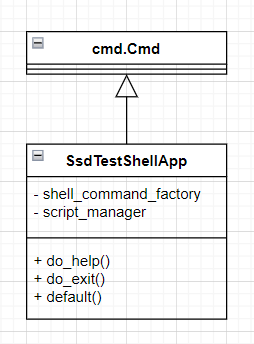 cmd.Cmd
SsdTestShellApp
- shell_command_factory
- script_manager
+ do_help()
+ do_exit()
+ default()